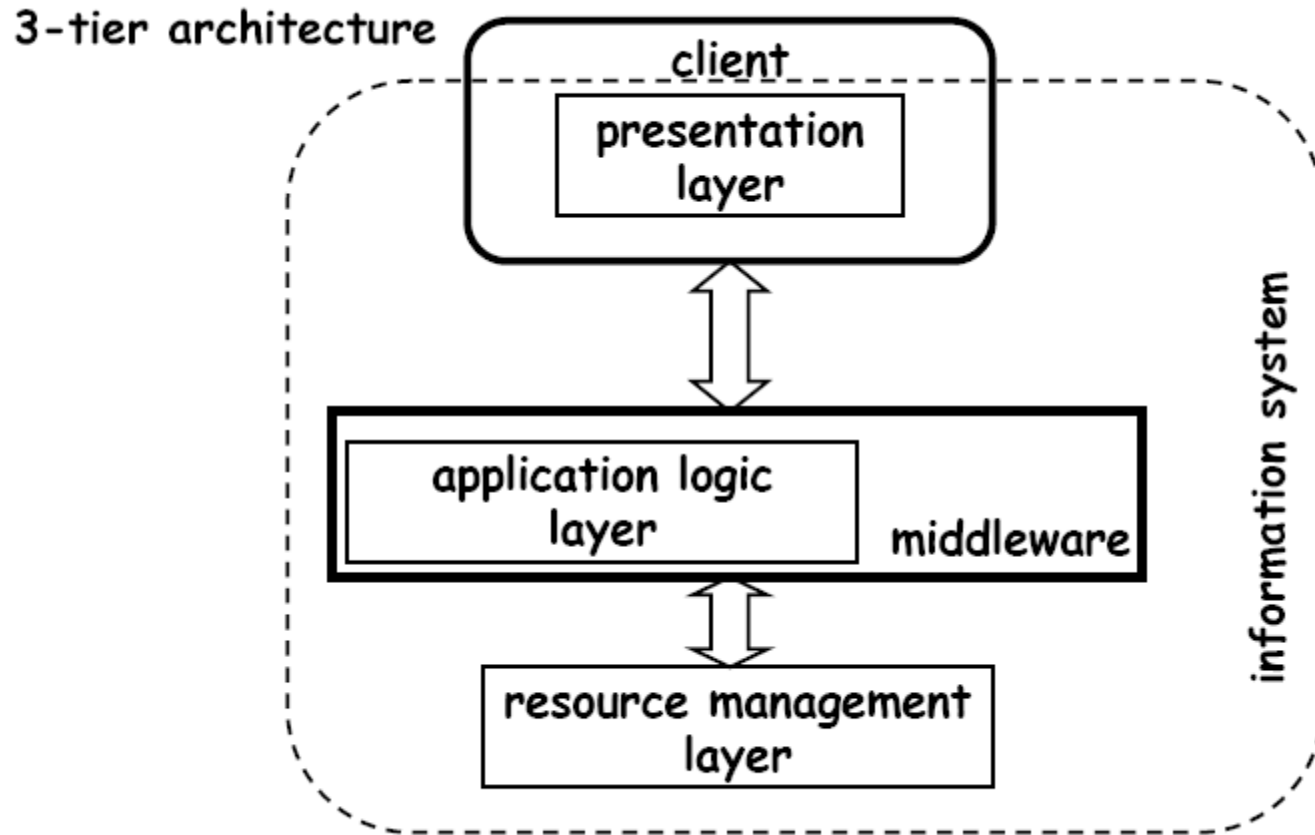 3-tier architecture
client
presentation
layer
application logic
layer
middleware
resource management
layer
information system